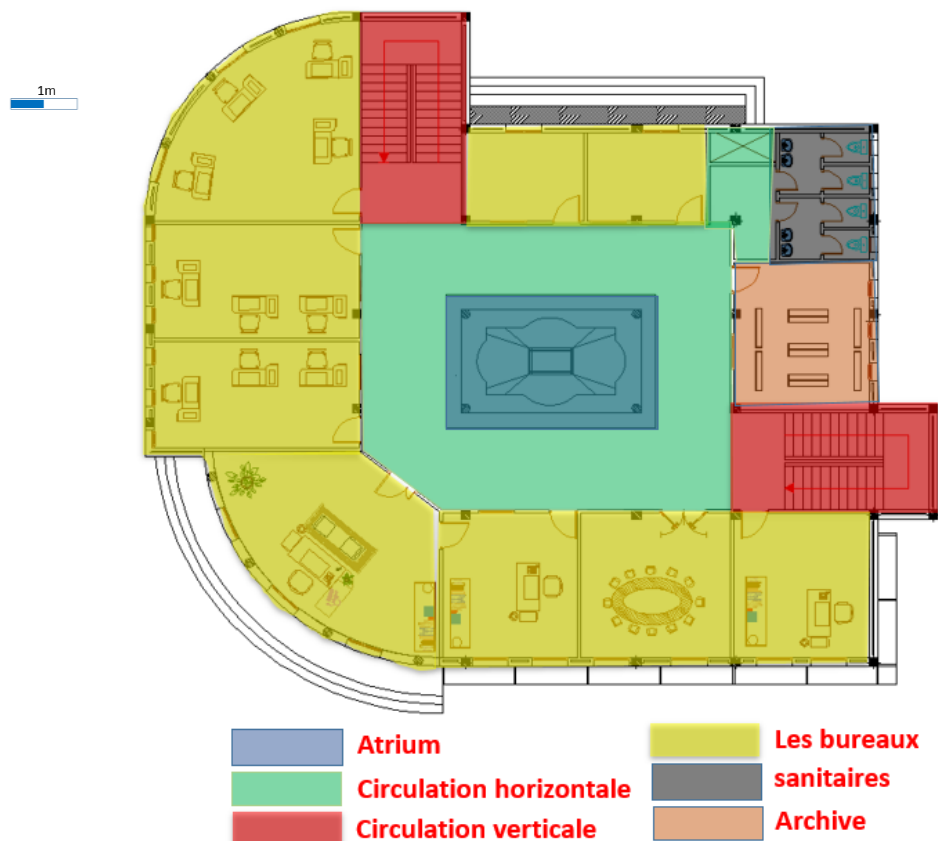 1m
Atrium
Les bureaux
Circulation horizontale
sanitaires
Circulation verticale
Archive